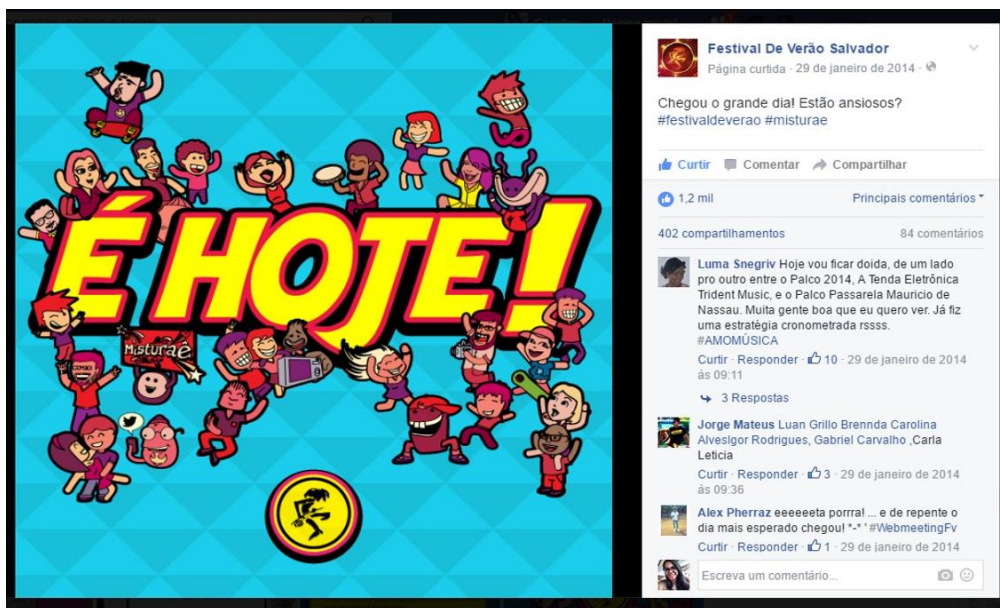 É HOJE!
Misturaê
Festival De Verão Salvador
Página curtida · 29 de janeiro de 2014 ·
Chegou o grande dia! Estão ansiosos?
#festivaldeverao #misturae
Curtir Comentar Compartilhar
1,2 mil Principais comentários
402 compartilhamentos 84 comentários
Luma Snegriv Hoje vou ficar doida, de um lado
pro outro entre o Palco 2014, A Tenda Eletrônica
Trident Music, e o Palco Passarela Mauricio de
Nassau. Muita gente boa que eu quero ver. Já fiz
uma estratégia cronometrada rssss.
#AMOMÚSICA
Curtir · Responder · 10 · 29 de janeiro de 2014
às 09:11
3 Respostas
Jorge Mateus Luan Grillo Brennda Carolina
AlvesIgor Rodrigues, Gabriel Carvalho ,Carla
Leticia
Curtir · Responder · 3 · 29 de janeiro de 2014
às 09:36
Alex Pherraz eeeeeeta porrra! ... e de repente o
dia mais esperado chegou! *-* ' #WebmeetingFv
Curtir · Responder · 1 · 29 de janeiro de 2014
Escreva um comentário...